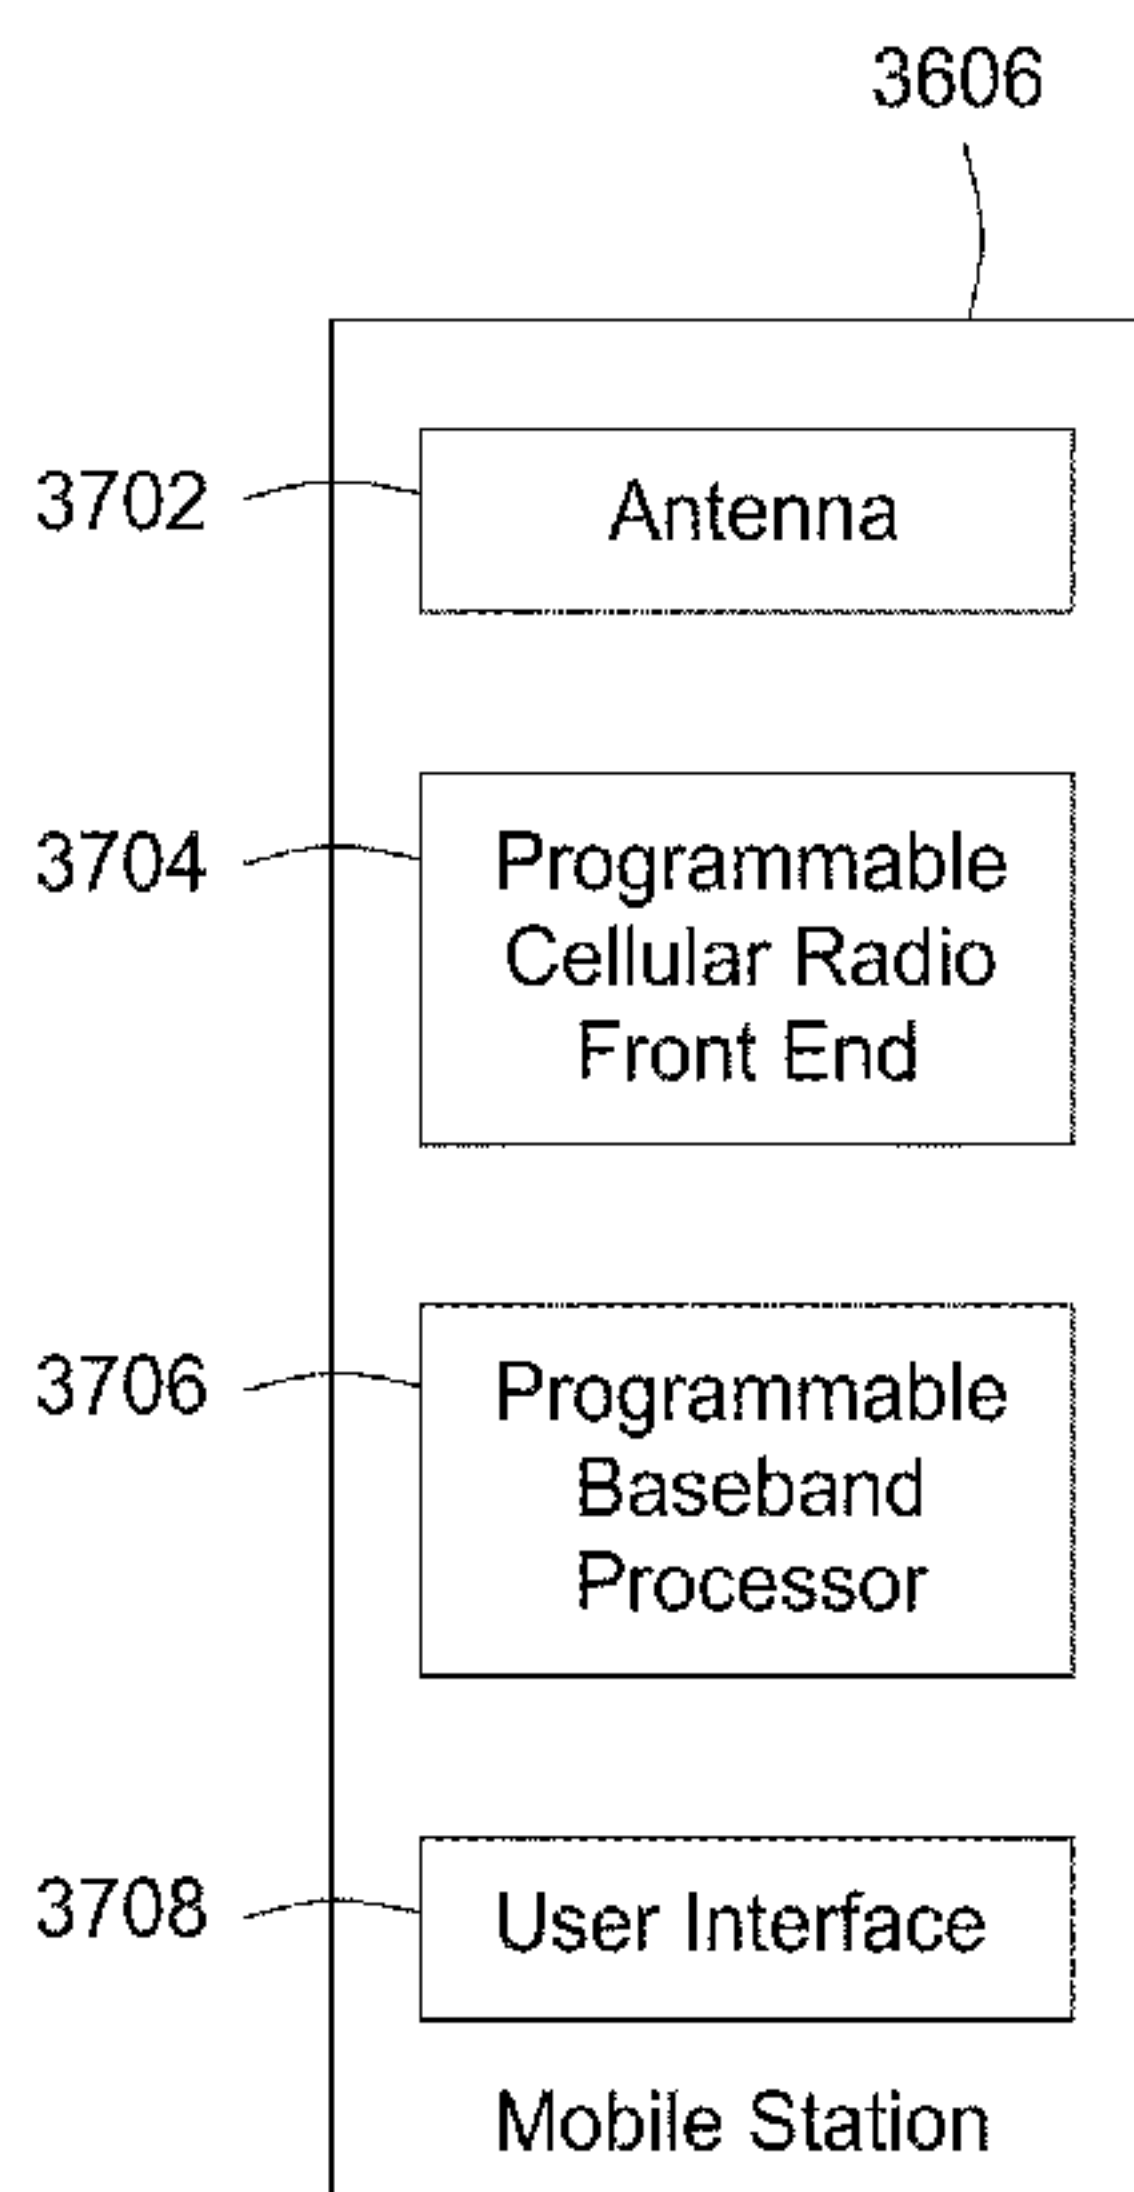 3606
3702
Antenna
3704
Programmable
Cellular Radio
Front End
3706
Programmable
Baseband
Processor
3708
User Interface
Mobile Station